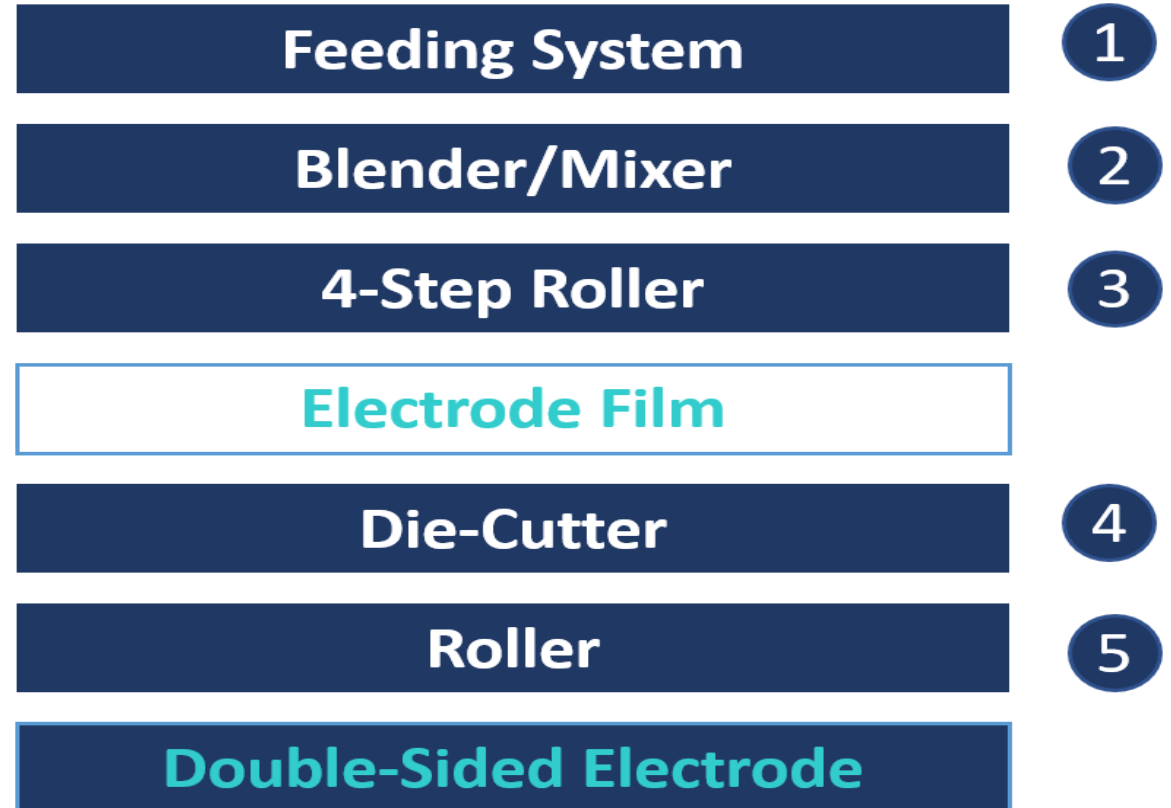 Feeding System 1
Blender/Mixer 2
4-Step Roller 3
Electrode Film
Die-Cutter 4
Roller 5
Double-Sided Electrode